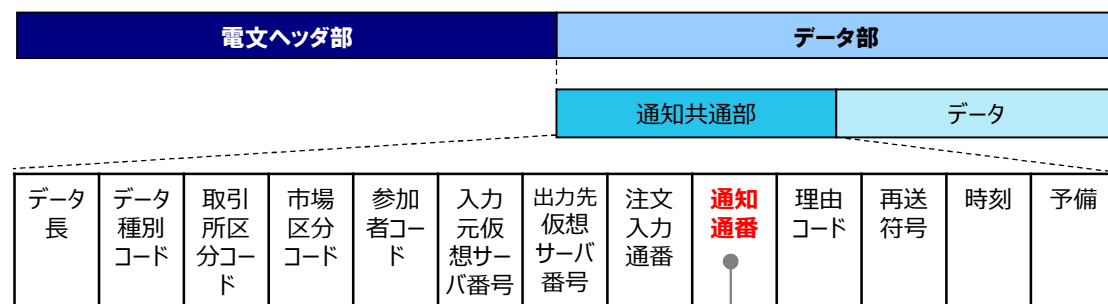 電文ヘッダ部
データ部
通知共通部
データ
データ
長
データ
種別
コード
取引
所区
分コー
ド
市場
区分
コード
参加
者コー
ド
入力
元仮
想サー
バ番号
出力先
仮想
サーバ
番号
注文
入力
通番
通知
通番
理由
コード
再送
符号
時刻
予備